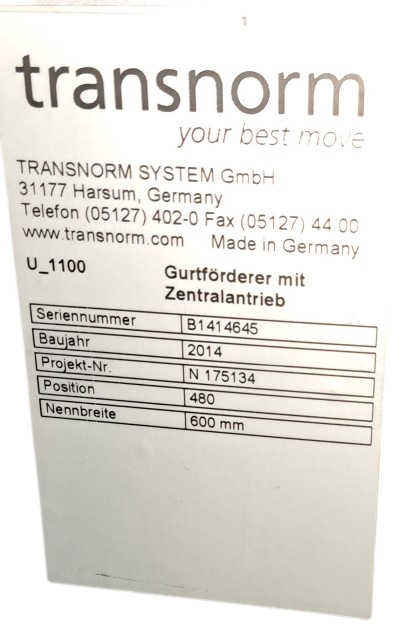 transnorm
your best move
TRANSNORM SYSTEM GmbH
31177 Harsum, Germany
Telefon (05127) 402-0 Fax (05127) 44 00
www.transnorm.com Made in Germany
U_1100 Gurtförderer mit
Zentralantrieb
Seriennummer B1414645
Baujahr 2014
Projekt-Nr. N 175134
Position 480
Nennbreite 600 mm